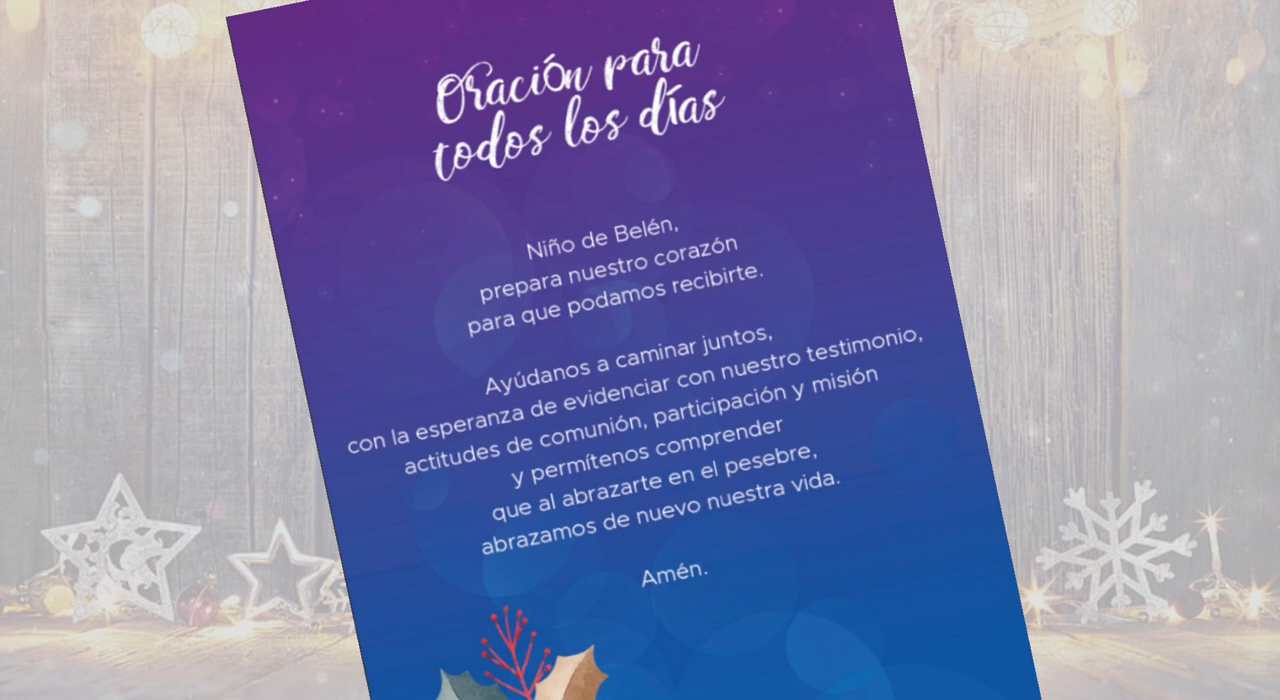 Oración para
todos los días
Niño de Belén,
prepara nuestro corazón
para que podamos recibirte.
Ayúdanos a caminar juntos,
con la esperanza de evidenciar con nuestro testimonio,
actitudes de comunión, participación y misión
y permítenos comprender
que al abrazarte en el pesebre,
abrazamos de nuevo nuestra vida.
Amén.